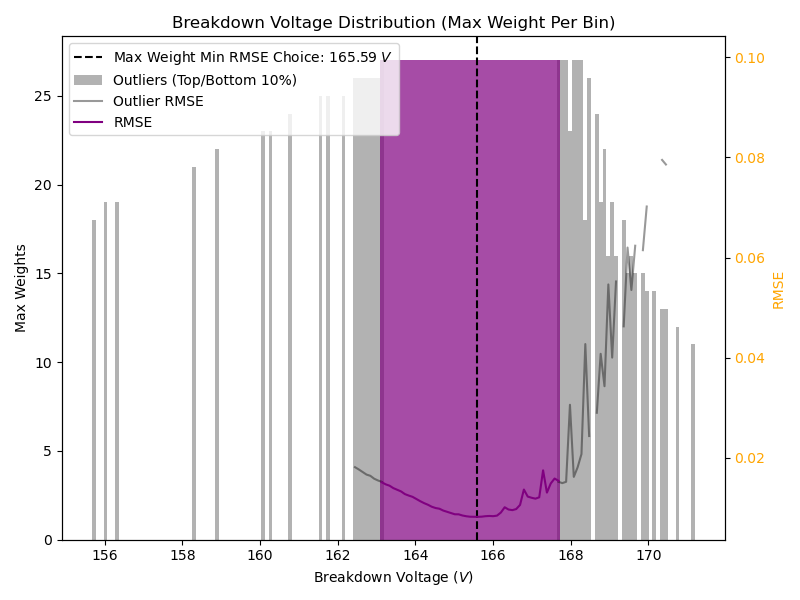 Breakdown Voltage Distribution (Max Weight Per Bin)
Max Weight Min RMSE Choice: 165.59 V
Outliers (Top/Bottom 10%)
Outlier RMSE
RMSE
Max Weights
25
20
15
10
5
0
0.10
0.08
0.06
0.04
0.02
RMSE
156 158 160 162 164 166 168 170
Breakdown Voltage (V)